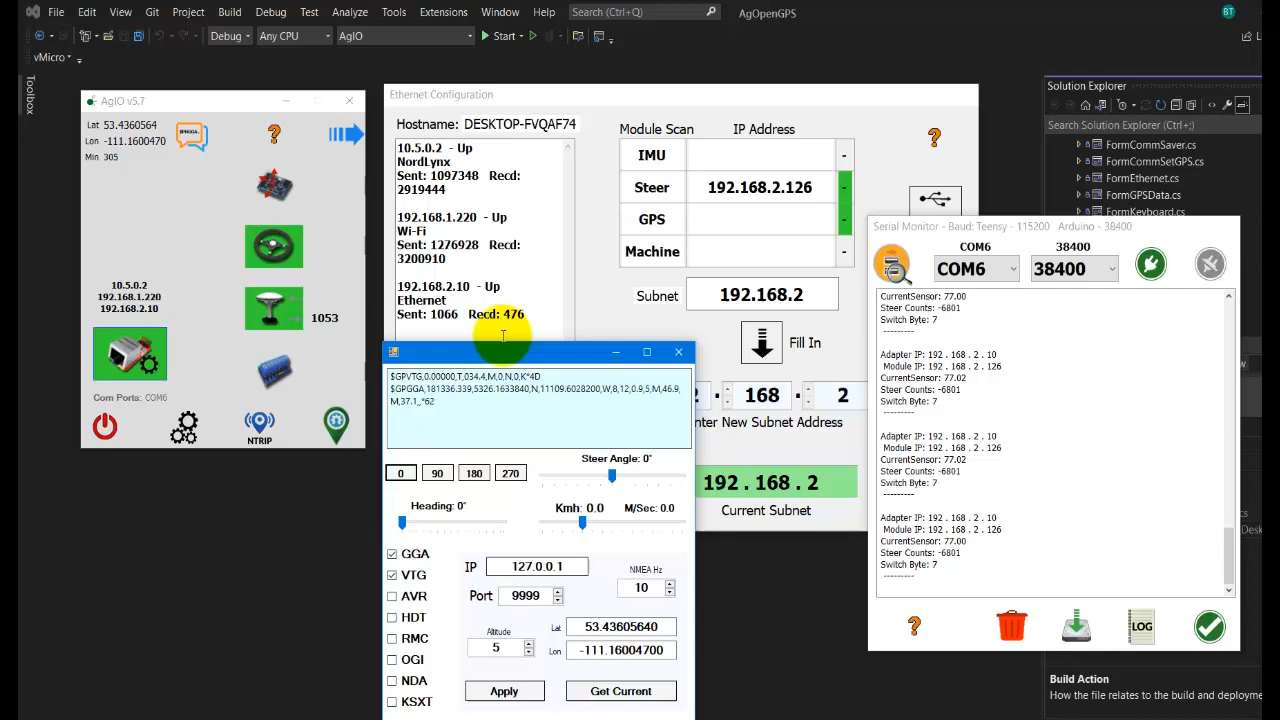 File Edit View Git Project Build Debug Test Analyze Tools Extensions Window Help Search (Ctrl+Q) AgOpenGPS BT
Debug Any CPU AgIO Start
vMicro
Toolbox
AgIO v5.7
Lat 53.4360564
Lon -111.1600470
Min 305
10.5.0.2
192.168.1.220
192.168.2.10
1053
Com Ports: COM6
NTRIP
Ethernet Configuration
Hostname: DESKTOP-FVQAF74
10.5.0.2 - Up
NordLynx
Sent: 1097348 Recd:
2919444
192.168.1.220 - Up
Wi-Fi
Sent: 1276928 Recd:
3200910
192.168.2.10 - Up
Ethernet
Sent: 1066 Recd: 476
Module Scan IP Address
IMU -
Steer 192.168.2.126 -
GPS -
Machine -
Subnet 192.168.2
Fill In
2 . 168 . 2
nter New Subnet Address
192 . 168 . 2
Current Subnet
$GPVTG,0.00000,T,034.4,M,0,N,0,K*4D
$GPGGA,181336.339,5326.1633840,N,11109.6028200,W,8,12,0.9,5,M,46.9,
M,37.1,,*62
0 90 180 270
Steer Angle: 0°
Heading: 0°
Kmh: 0.0 M/Sec: 0.0
GGA
VTG
AVR
HDT
RMC
OGI
NDA
KSXT
IP 127.0.0.1
NMEA Hz
10
Port 9999
Altitude
5
Lat 53.43605640
Lon -111.16004700
Apply Get Current
Solution Explorer
Search Solution Explorer (Ctrl+;)
FormCommSaver.cs
FormCommSetGPS.cs
FormEthernet.cs
FormGPSData.cs
FormKeyboard.cs
Serial Monitor - Baud: Teensy - 115200 Arduino - 38400
COM6 38400
COM6 38400
CurrentSensor: 77.00
Steer Counts: -6801
Switch Byte: 7
---------
Adapter IP: 192 . 168 . 2 . 10
Module IP: 192 . 168 . 2 . 126
CurrentSensor: 77.02
Steer Counts: -6801
Switch Byte: 7
---------
Adapter IP: 192 . 168 . 2 . 10
Module IP: 192 . 168 . 2 . 126
CurrentSensor: 77.02
Steer Counts: -6801
Switch Byte: 7
---------
Adapter IP: 192 . 168 . 2 . 10
Module IP: 192 . 168 . 2 . 126
CurrentSensor: 77.00
Steer Counts: -6801
Switch Byte: 7
---------
LOG
Build Action
How the file relates to the build and deployme